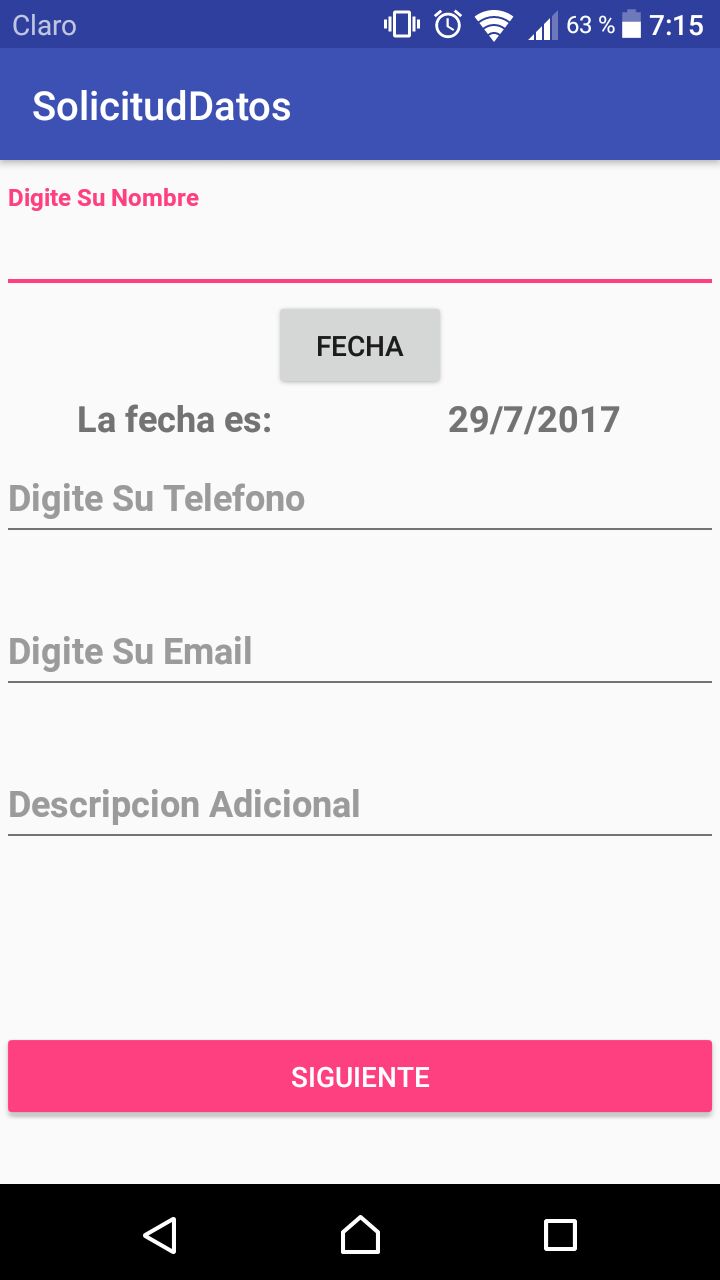 Claro 63 % 7:15
SolicitudDatos
Digite Su Nombre
FECHA
La fecha es: 29/7/2017
Digite Su Telefono
Digite Su Email
Descripcion Adicional
SIGUIENTE